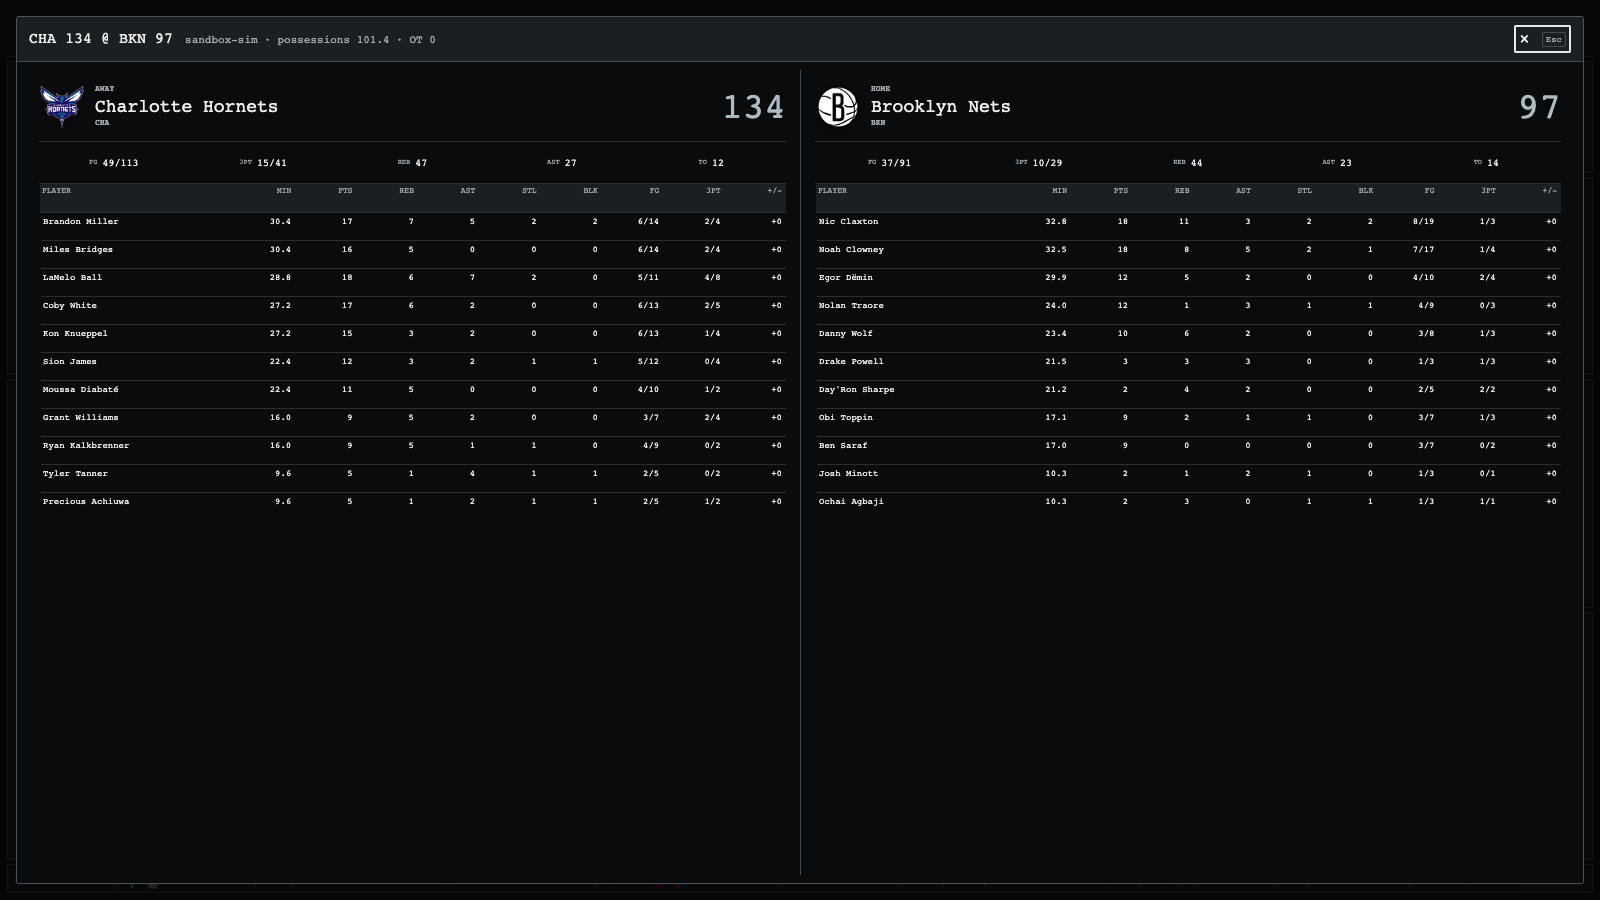 CHA 134 @ BKN 97 sandbox-sim · possessions 101.4 · OT 0
× Esc
AWAY
Charlotte Hornets
CHA
134
HORNETS
FG 49/113 3PT 15/41 REB 47 AST 27 TO 12
PLAYER MIN PTS REB AST STL BLK FG 3PT +/-
Brandon Miller 30.4 17 7 5 2 2 6/14 2/4 +0
Miles Bridges 30.4 16 5 0 0 0 6/14 2/4 +0
LaMelo Ball 28.8 18 6 7 2 0 5/11 4/8 +0
Coby White 27.2 17 6 2 0 0 6/13 2/5 +0
Kon Knueppel 27.2 15 3 2 0 0 6/13 1/4 +0
Sion James 22.4 12 3 2 1 1 5/12 0/4 +0
Moussa Diabaté 22.4 11 5 0 0 0 4/10 1/2 +0
Grant Williams 16.0 9 5 2 0 0 3/7 2/4 +0
Ryan Kalkbrenner 16.0 9 5 1 1 0 4/9 0/2 +0
Tyler Tanner 9.6 5 1 4 1 1 2/5 0/2 +0
Precious Achiuwa 9.6 5 1 2 1 1 2/5 1/2 +0
HOME
Brooklyn Nets
BKN
97
B
FG 37/91 3PT 10/29 REB 44 AST 23 TO 14
PLAYER MIN PTS REB AST STL BLK FG 3PT +/-
Nic Claxton 32.8 18 11 3 2 2 8/19 1/3 +0
Noah Clowney 32.5 18 8 5 2 1 7/17 1/4 +0
Egor Dëmin 29.9 12 5 2 0 0 4/10 2/4 +0
Nolan Traore 24.0 12 1 3 1 1 4/9 0/3 +0
Danny Wolf 23.4 10 6 2 0 0 3/8 1/3 +0
Drake Powell 21.5 3 3 3 0 0 1/3 1/3 +0
Day'Ron Sharpe 21.2 2 4 2 0 0 2/5 2/2 +0
Obi Toppin 17.1 9 2 1 1 0 3/7 1/3 +0
Ben Saraf 17.0 9 0 0 0 0 3/7 0/2 +0
Josh Minott 10.3 2 1 2 1 0 1/3 0/1 +0
Ochai Agbaji 10.3 2 3 0 1 1 1/3 1/1 +0